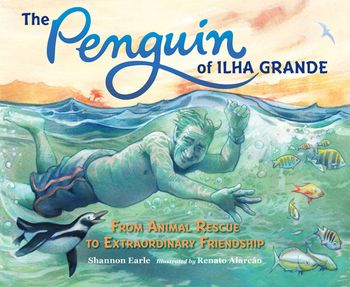 The
Penguin
of ILHA GRANDE
FROM ANIMAL RESCUE
TO EXTRAORDINARY FRIENDSHIP
Shannon Earle Illustrated by Renato Alarcão